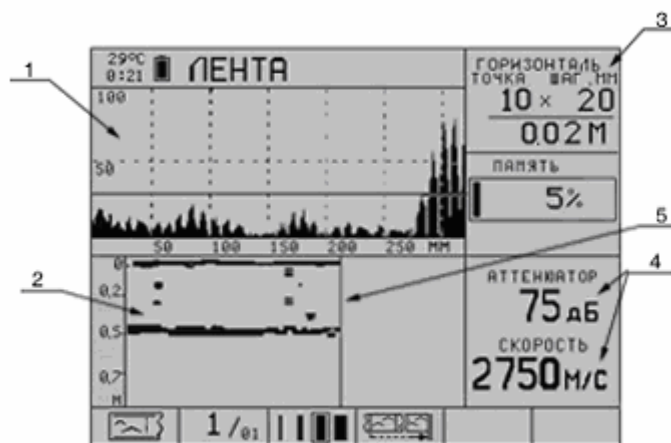 3
29°C
0:21
ЛЕНТА
1
ГОРИЗОНТАЛЬ
ТОЧКА ШАГ,ММ
10 × 20
0.02 М
100
50
ПАМЯТЬ
5%
50 100 150 200 250 ММ
5
2
0
0,2
0,5
0,7
М
4
АТТЕНЮАТОР
75 дБ
СКОРОСТЬ
2750 М/С
1/01